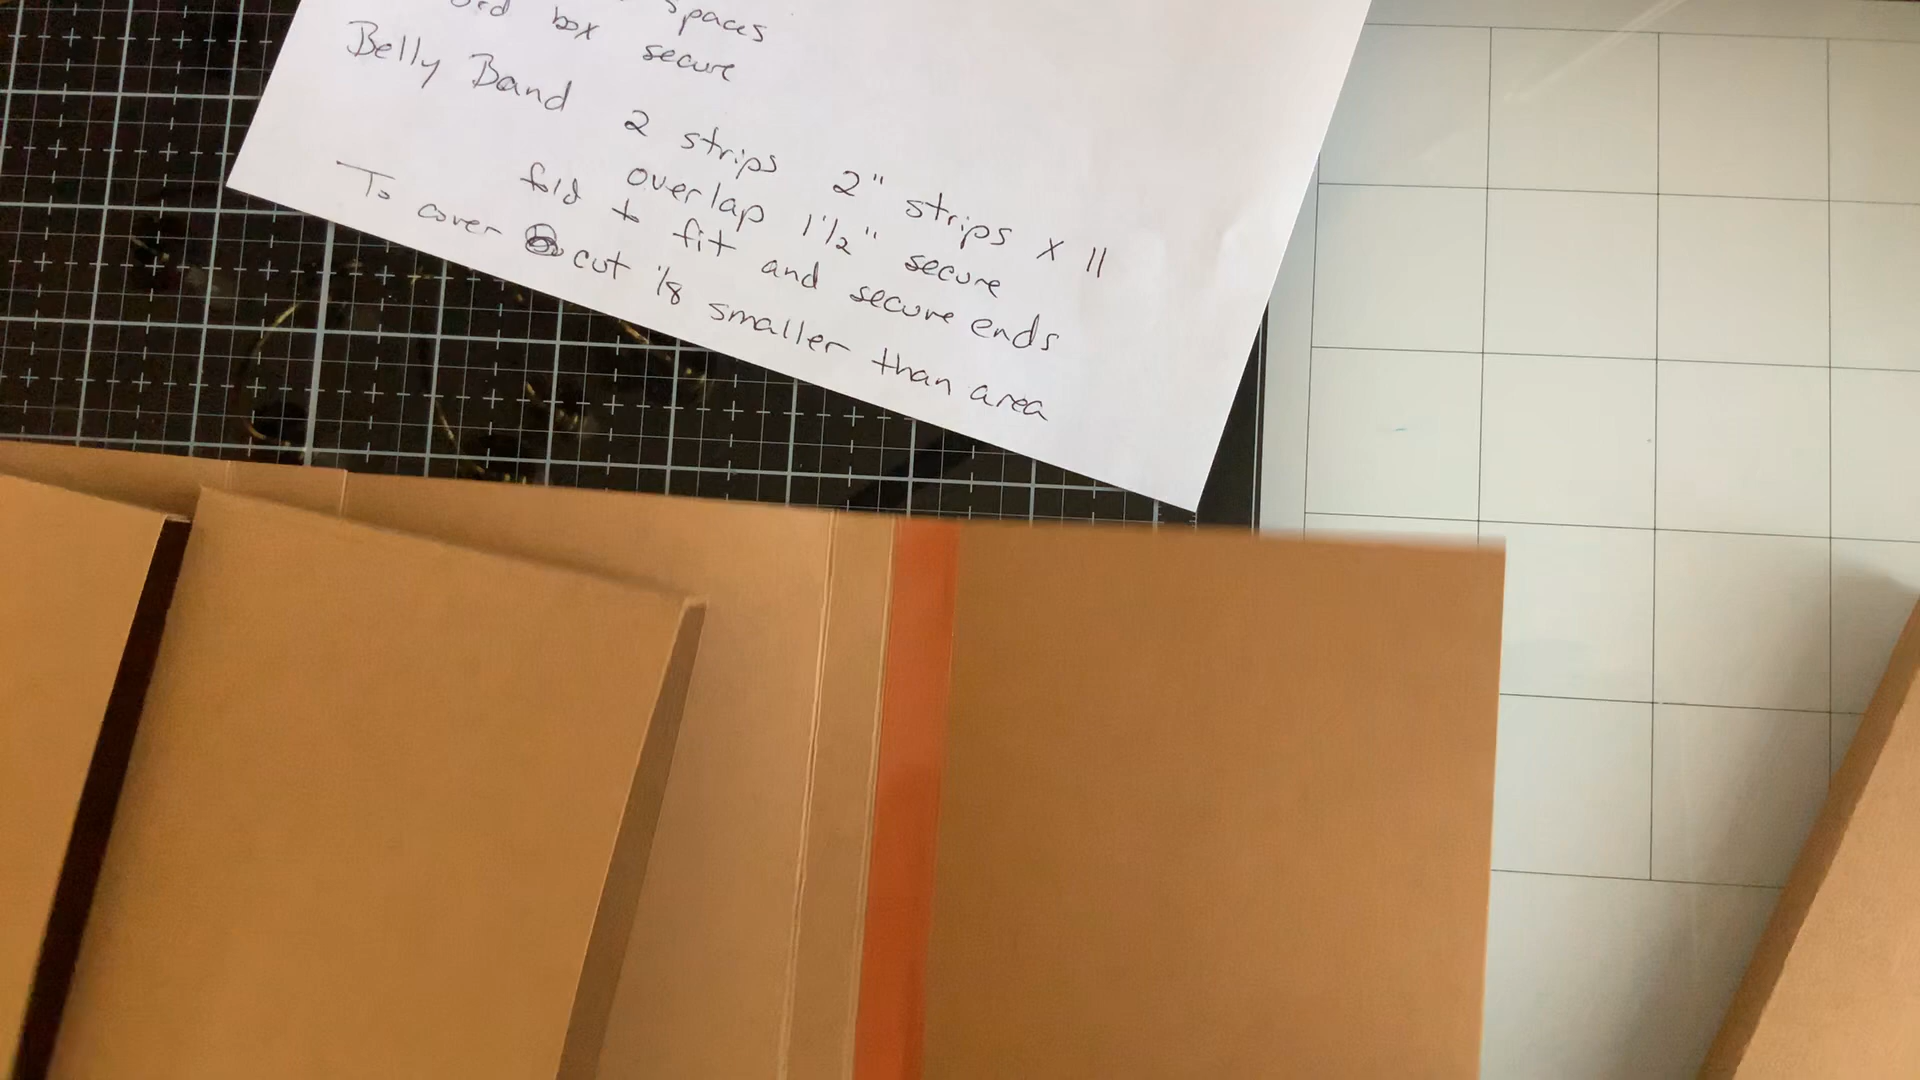 spaces
box secure
Belly Band 2 strips 2" strips x 11
overlap 1 1/2" secure
fold to fit and secure ends
To cover cut 1/8 smaller than area